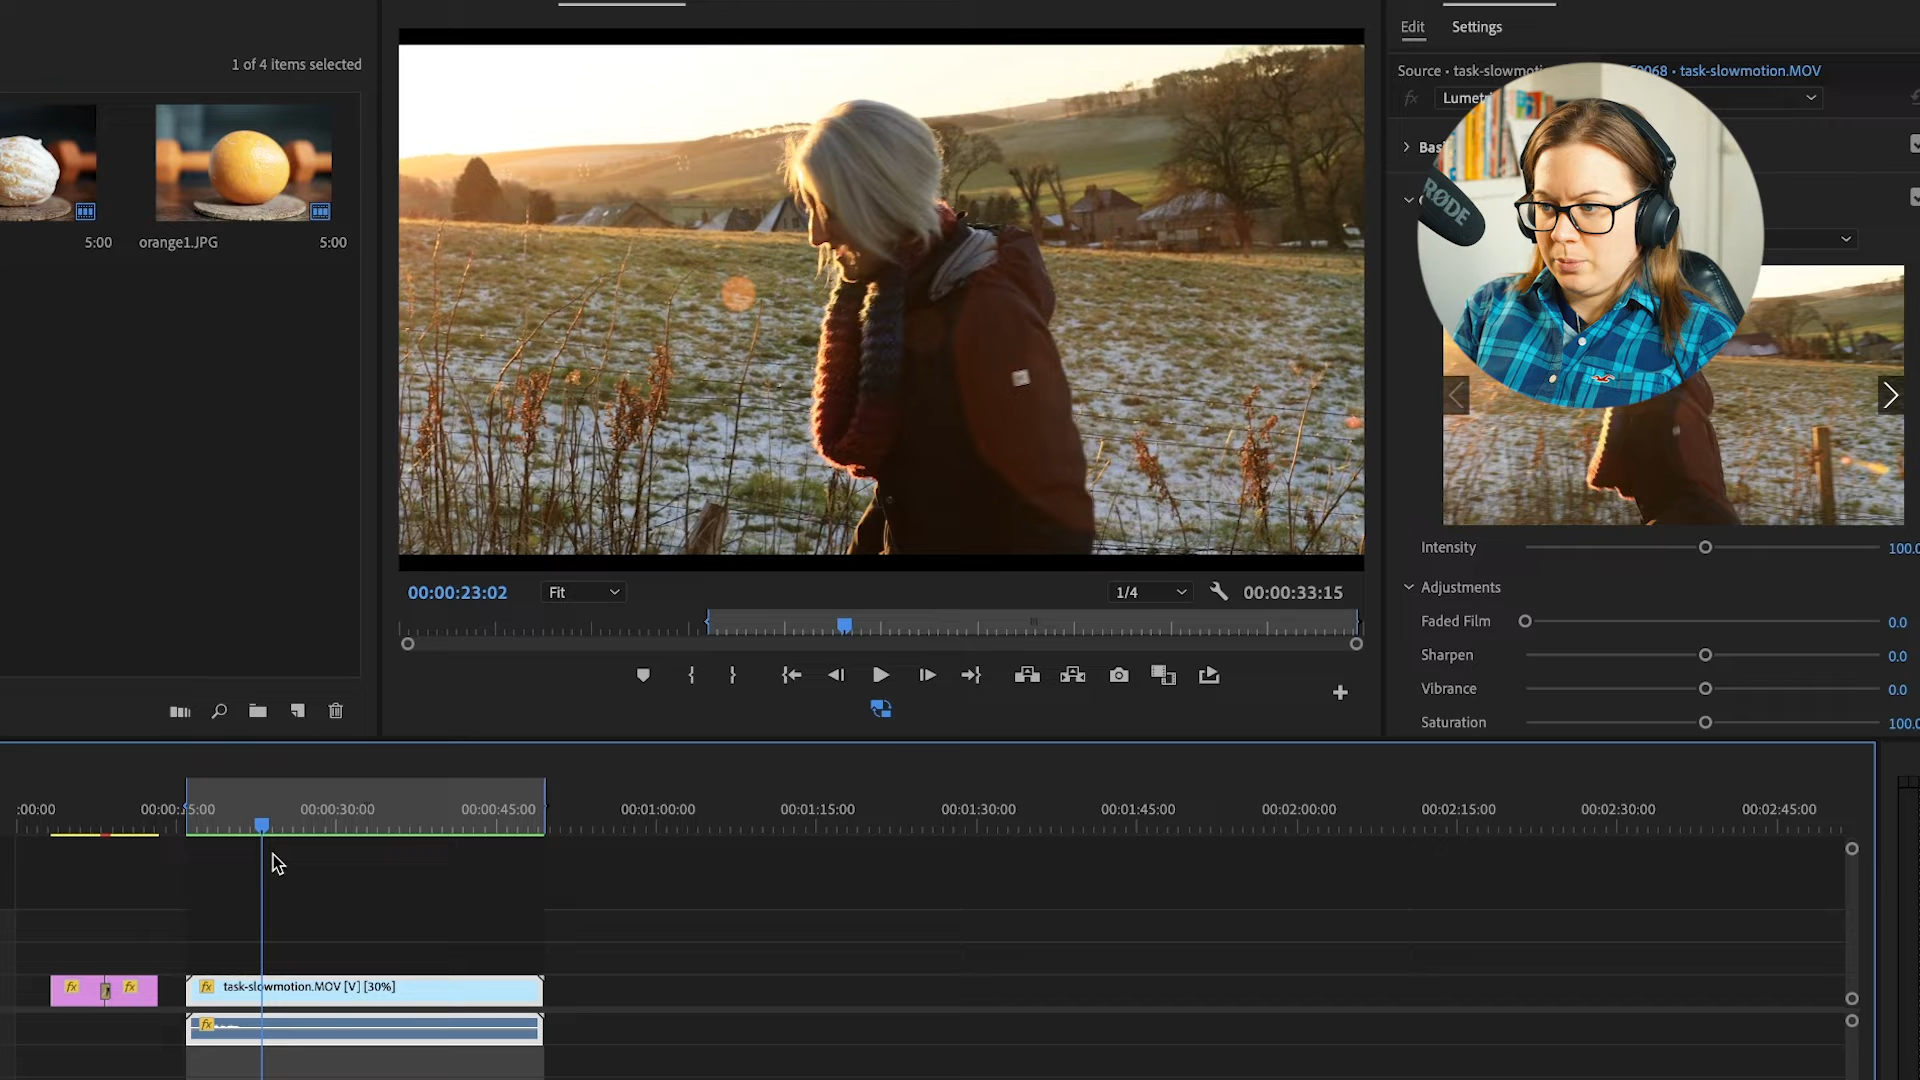 Edit Settings
1 of 4 items selected
Source • task-slowmoti 0068 • task-slowmotion.MOV
fx Lumetr
Bas
RØDE
5:00 orange1.JPG 5:00
Intensity 100.0
Adjustments
00:00:23:02 Fit 1/4 00:00:33:15
Faded Film 0.0
Sharpen 0.0
Vibrance 0.0
Saturation 100.0
:00:00 00:00:15:00 00:00:30:00 00:00:45:00 00:01:00:00 00:01:15:00 00:01:30:00 00:01:45:00 00:02:00:00 00:02:15:00 00:02:30:00 00:02:45:00
fx fx fx task-slowmotion.MOV [V] [30%]
fx